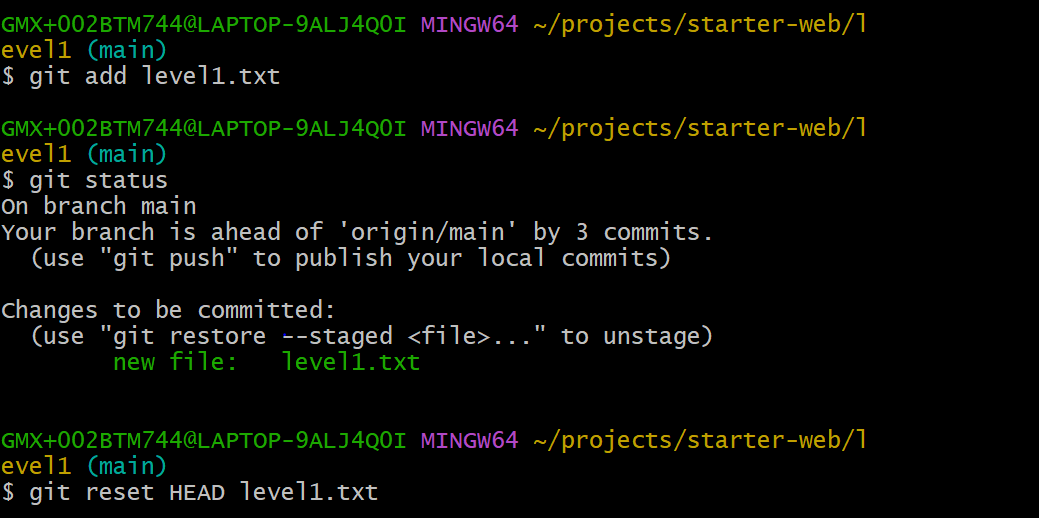 GMX+002BTM744@LAPTOP-9ALJ4Q0I MINGW64 ~/projects/starter-web/l
evel1 (main)
$ git add level1.txt
GMX+002BTM744@LAPTOP-9ALJ4Q0I MINGW64 ~/projects/starter-web/l
evel1 (main)
$ git status
On branch main
Your branch is ahead of 'origin/main' by 3 commits.
  (use "git push" to publish your local commits)
Changes to be committed:
  (use "git restore --staged <file>..." to unstage)
        new file:   level1.txt
GMX+002BTM744@LAPTOP-9ALJ4Q0I MINGW64 ~/projects/starter-web/l
evel1 (main)
$ git reset HEAD level1.txt